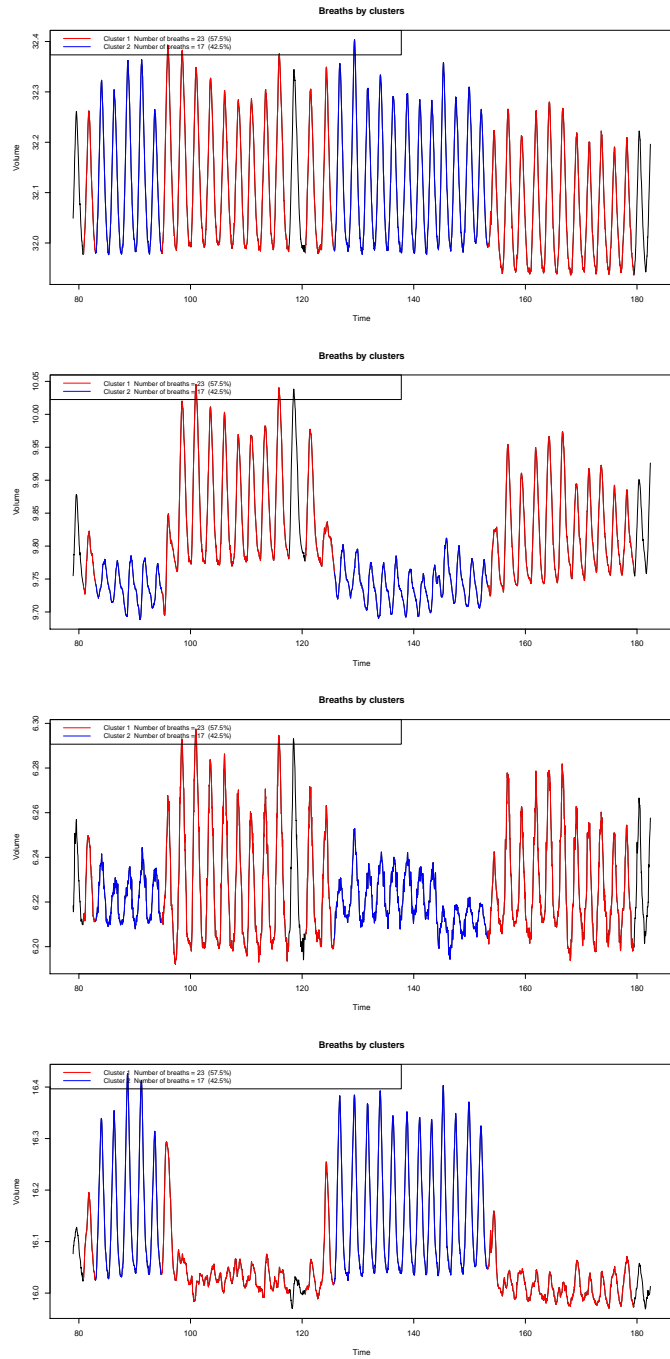 Breaths by clusters
Cluster 1 Number of breaths = 23 (57.5%)
Cluster 2 Number of breaths = 17 (42.5%)
Volume
32.4
32.3
32.2
32.1
32.0
80 100 120 140 160 180
Time
Breaths by clusters
Cluster 1 Number of breaths = 23 (57.5%)
Cluster 2 Number of breaths = 17 (42.5%)
Volume
10.05
10.00
9.95
9.90
9.85
9.80
9.75
9.70
80 100 120 140 160 180
Time
Breaths by clusters
Cluster 1 Number of breaths = 23 (57.5%)
Cluster 2 Number of breaths = 17 (42.5%)
Volume
6.30
6.28
6.26
6.24
6.22
6.20
80 100 120 140 160 180
Time
Breaths by clusters
Cluster 1 Number of breaths = 23 (57.5%)
Cluster 2 Number of breaths = 17 (42.5%)
Volume
16.4
16.3
16.2
16.1
16.0
80 100 120 140 160 180
Time